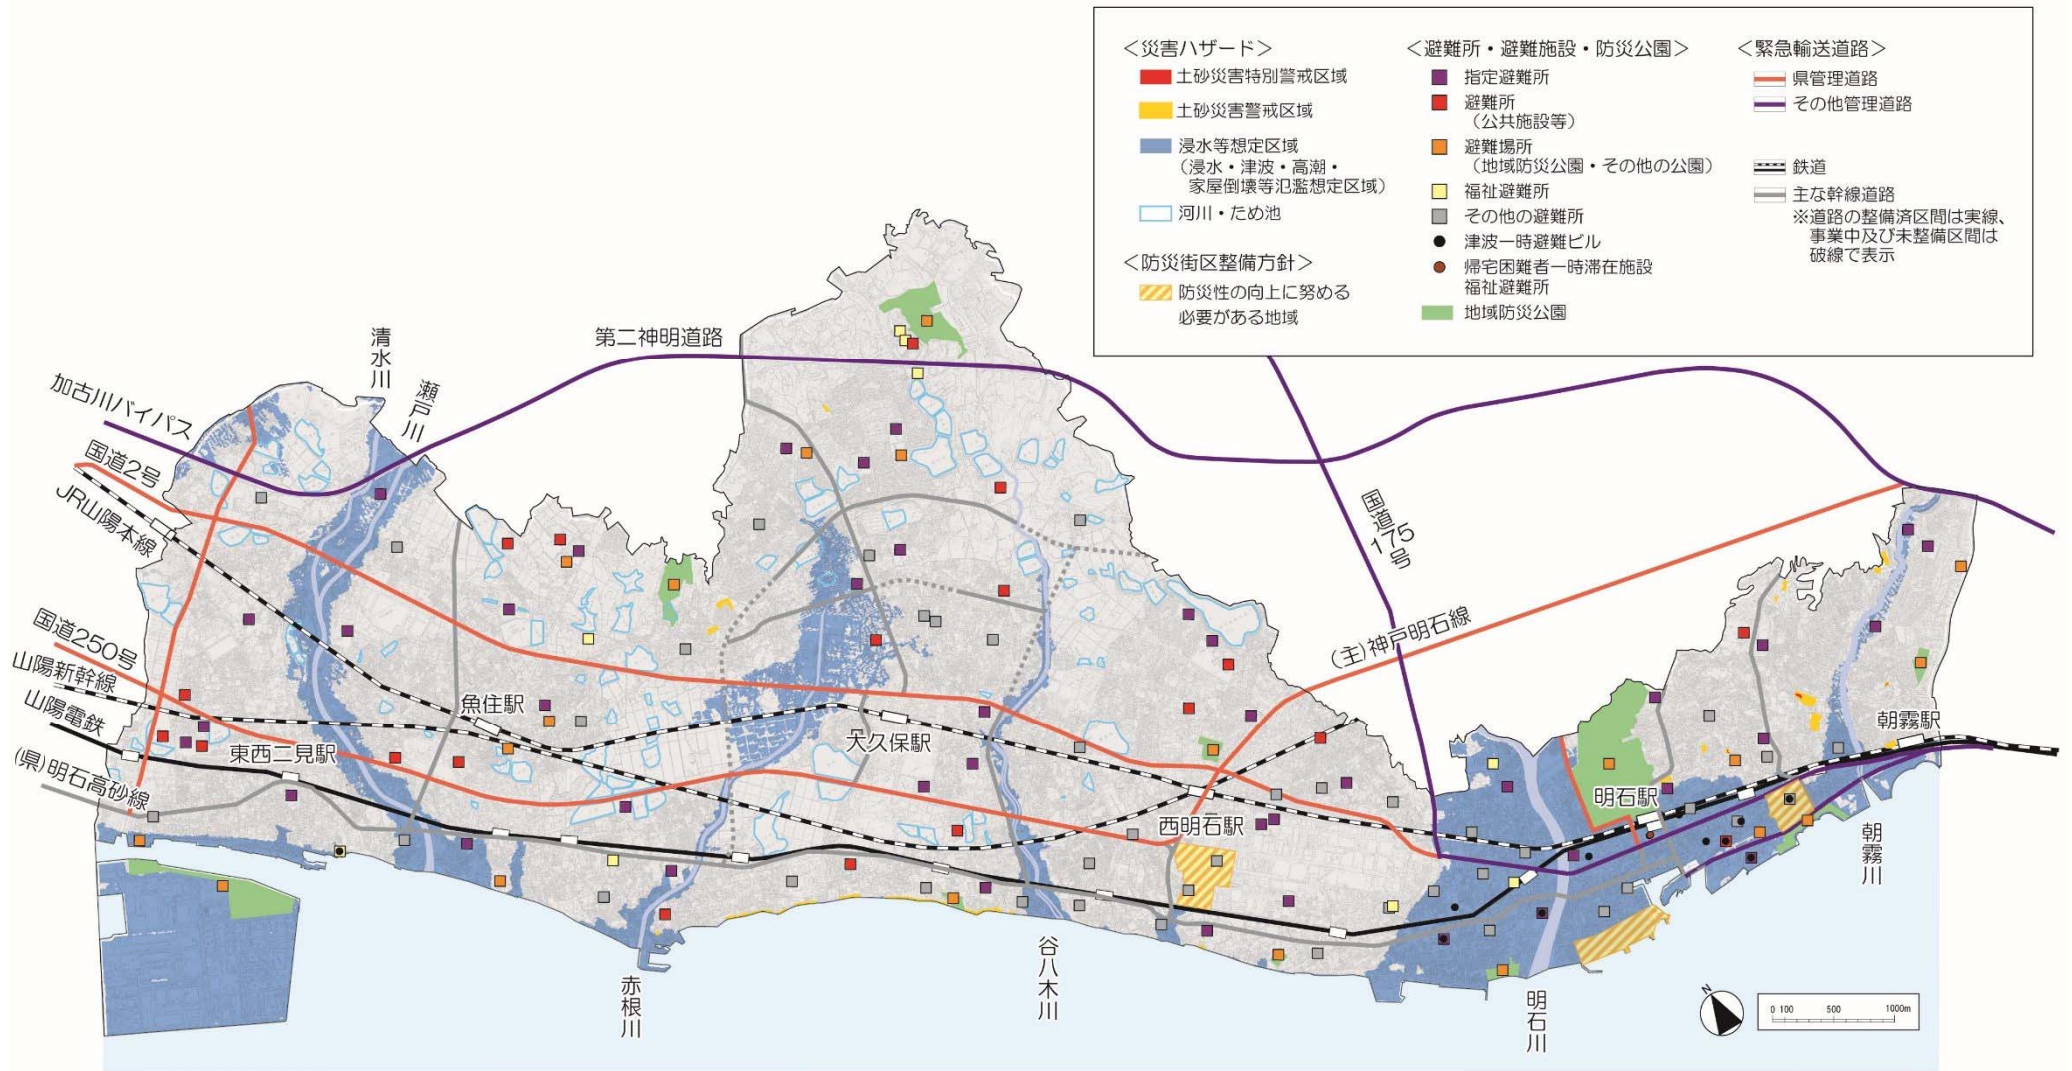 ＜災害ハザード＞
土砂災害特別警戒区域
土砂災害警戒区域
浸水等想定区域
（浸水・津波・高潮・
家屋倒壊等氾濫想定区域）
河川・ため池
＜防災街区整備方針＞
防災性の向上に努める
必要がある地域
＜避難所・避難施設・防災公園＞
指定避難所
避難所
（公共施設等）
避難場所
（地域防災公園・その他の公園）
福祉避難所
その他の避難所
津波一時避難ビル
帰宅困難者一時滞在施設
福祉避難所
地域防災公園
＜緊急輸送道路＞
県管理道路
その他管理道路
鉄道
主な幹線道路
※道路の整備済区間は実線、
事業中及び未整備区間は
破線で表示
第二神明道路
清水川
瀬戸川
加古川バイパス
国道2号
JR山陽本線
国道250号
山陽新幹線
山陽電鉄
(県)明石高砂線
東西二見駅
魚住駅
大久保駅
西明石駅
明石駅
朝霧駅
国道175号
(主)神戸明石線
赤根川
谷八木川
明石川
朝霧川
N
0 100 500 1000m